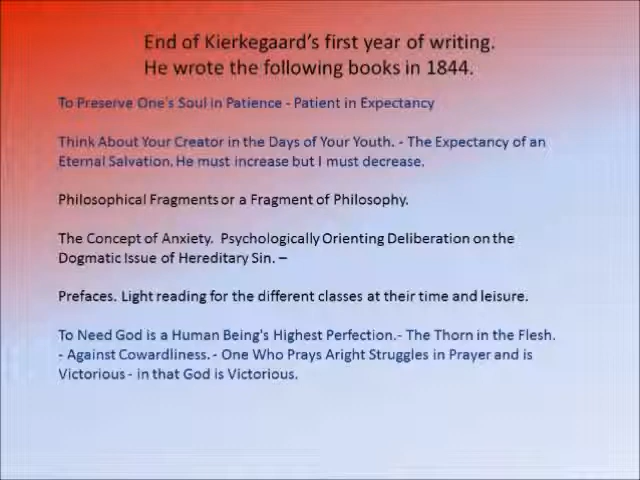 End of Kierkegaard's first year of writing.
He wrote the following books in 1844.
To Preserve One's Soul in Patience - Patient in Expectancy
Think About Your Creator in the Days of Your Youth. - The Expectancy of an
Eternal Salvation. He must increase but I must decrease.
Philosophical Fragments or a Fragment of Philosophy.
The Concept of Anxiety. Psychologically Orienting Deliberation on the
Dogmatic Issue of Hereditary Sin. –
Prefaces. Light reading for the different classes at their time and leisure.
To Need God is a Human Being's Highest Perfection.- The Thorn in the Flesh.
- Against Cowardliness. - One Who Prays Aright Struggles in Prayer and is
Victorious - in that God is Victorious.